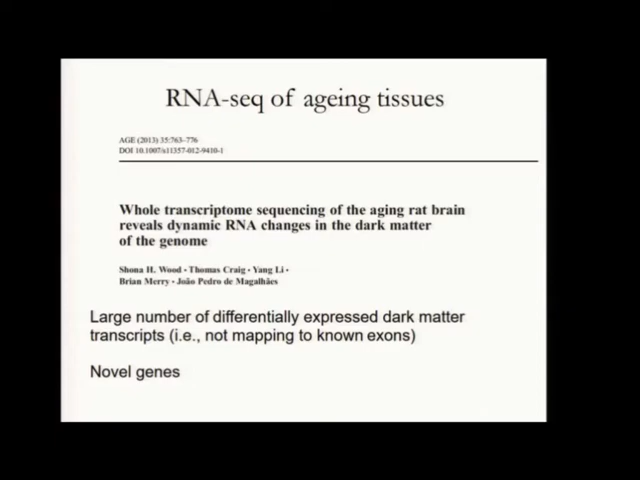 RNA-seq of ageing tissues
AGE (2013) 35:763–776
DOI 10.1007/s11357-012-9410-1
Whole transcriptome sequencing of the aging rat brain
reveals dynamic RNA changes in the dark matter
of the genome
Shona H. Wood · Thomas Craig · Yang Li ·
Brian Merry · João Pedro de Magalhães
Large number of differentially expressed dark matter
transcripts (i.e., not mapping to known exons)
Novel genes